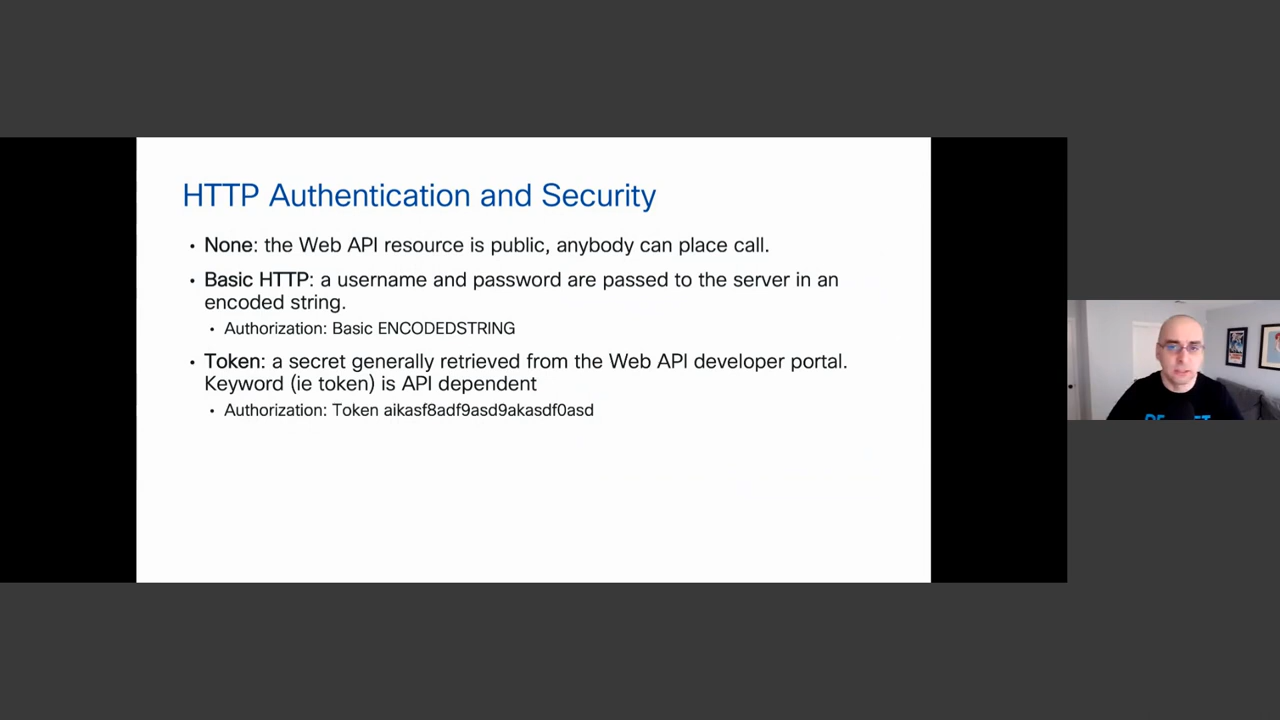 HTTP Authentication and Security
• None: the Web API resource is public, anybody can place call.
• Basic HTTP: a username and password are passed to the server in an
encoded string.
• Authorization: Basic ENCODEDSTRING
• Token: a secret generally retrieved from the Web API developer portal.
Keyword (ie token) is API dependent
• Authorization: Token aikasf8adf9asd9akasdf0asd